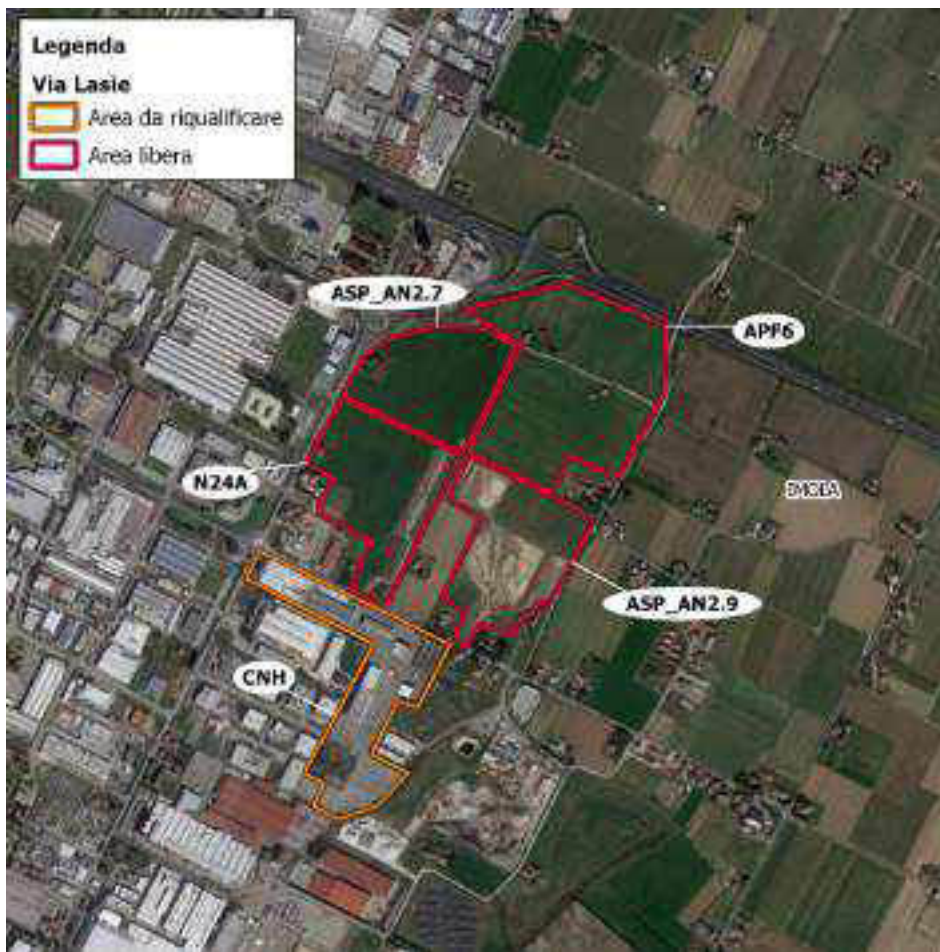 Legenda
Via Lasie
Area da riqualificare
Area libera
ASP_AN2.7
APF6
N24A
IMOLA
ASP_AN2.9
CNH